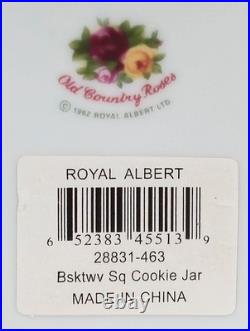 Old Country Roses
© 1962 ROYAL ALBERT LTD
ROYAL ALBERT
6 52383 45513 9
28831-463
Bsktwv Sq Cookie Jar
MADE IN CHINA